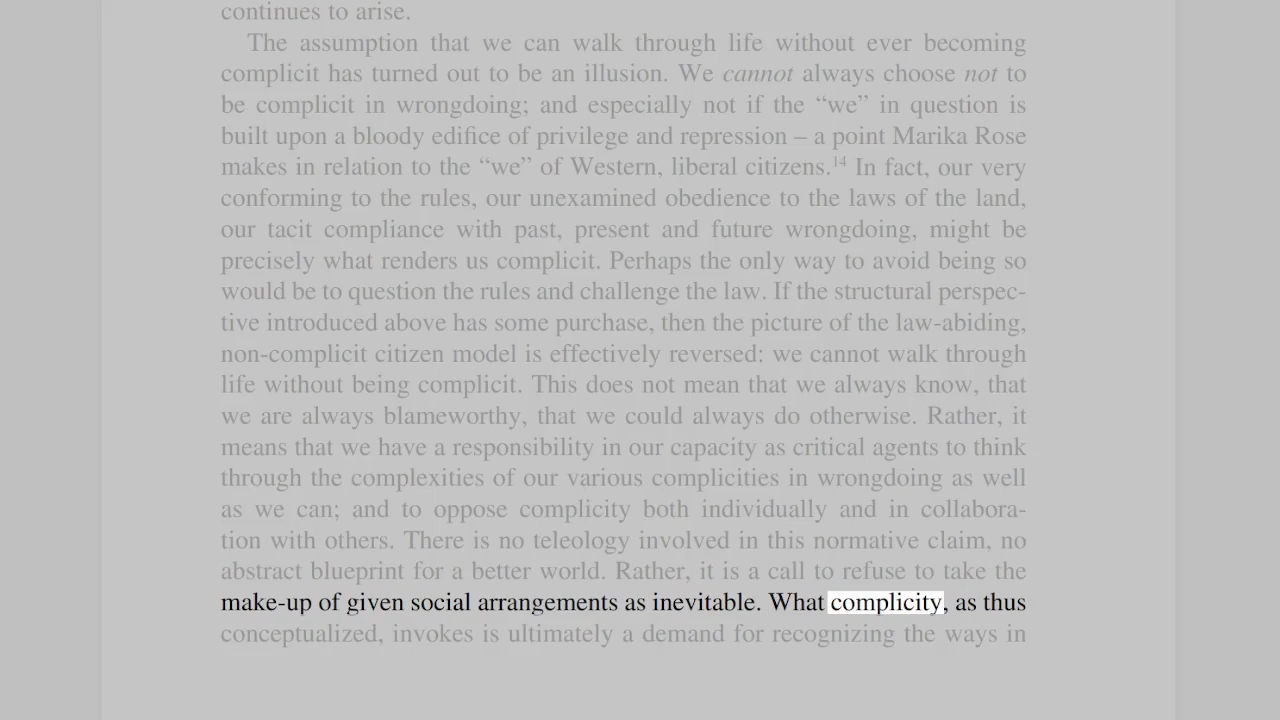 continues to arise.
The assumption that we can walk through life without ever becoming
complicit has turned out to be an illusion. We cannot always choose not to
be complicit in wrongdoing; and especially not if the “we” in question is
built upon a bloody edifice of privilege and repression – a point Marika Rose
makes in relation to the “we” of Western, liberal citizens.14 In fact, our very
conforming to the rules, our unexamined obedience to the laws of the land,
our tacit compliance with past, present and future wrongdoing, might be
precisely what renders us complicit. Perhaps the only way to avoid being so
would be to question the rules and challenge the law. If the structural perspec-
tive introduced above has some purchase, then the picture of the law-abiding,
non-complicit citizen model is effectively reversed: we cannot walk through
life without being complicit. This does not mean that we always know, that
we are always blameworthy, that we could always do otherwise. Rather, it
means that we have a responsibility in our capacity as critical agents to think
through the complexities of our various complicities in wrongdoing as well
as we can; and to oppose complicity both individually and in collabora-
tion with others. There is no teleology involved in this normative claim, no
abstract blueprint for a better world. Rather, it is a call to refuse to take the
make-up of given social arrangements as inevitable. What complicity, as thus
conceptualized, invokes is ultimately a demand for recognizing the ways in